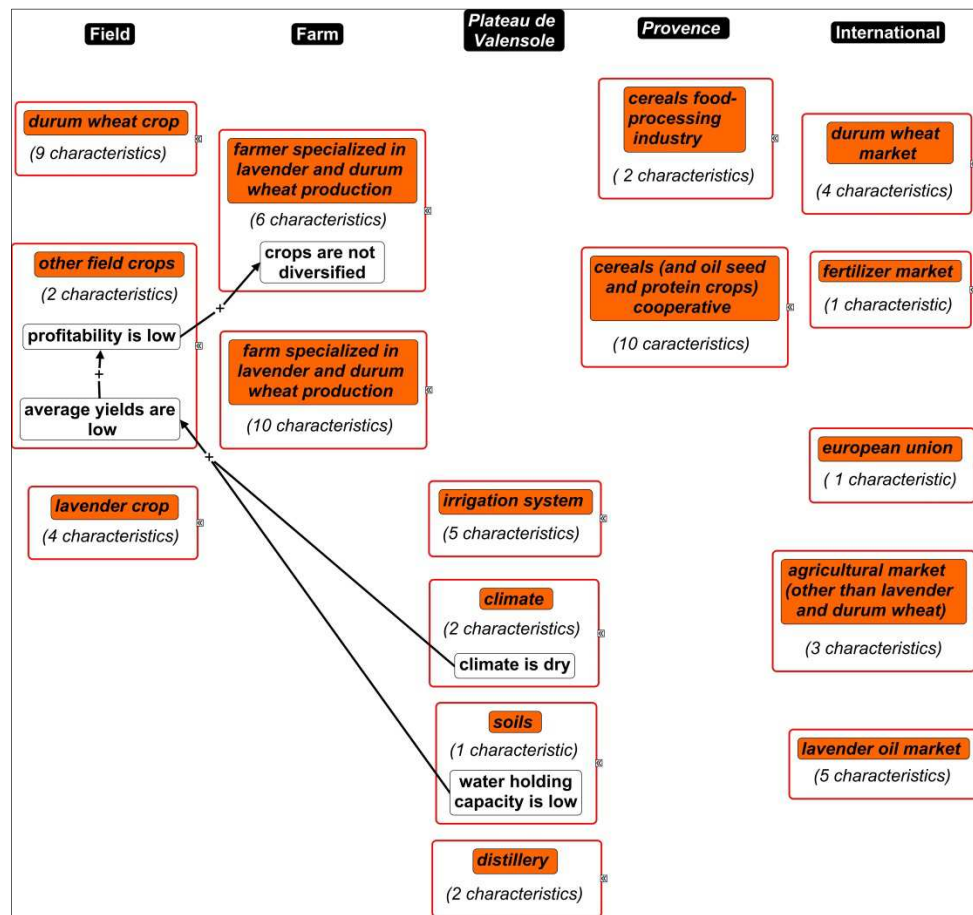 Field
Farm
Plateau de
Valensole
Provence
International
durum wheat crop
(9 characteristics)
other field crops
(2 characteristics)
profitability is low
+
average yields are
low
+
lavender crop
(4 characteristics)
farmer specialized in
lavender and durum
wheat production
(6 characteristics)
crops are not
diversified
+
farm specialized in
lavender and durum
wheat production
(10 characteristics)
irrigation system
(5 characteristics)
climate
(2 characteristics)
climate is dry
soils
(1 characteristic)
water holding
capacity is low
distillery
(2 characteristics)
cereals food-
processing
industry
( 2 characteristics)
cereals (and oil seed
and protein crops)
cooperative
(10 caracteristics)
durum wheat
market
(4 characteristics)
fertilizer market
(1 characteristic)
european union
( 1 characteristic)
agricultural market
(other than lavender
and durum wheat)
(3 characteristics)
lavender oil market
(5 characteristics)